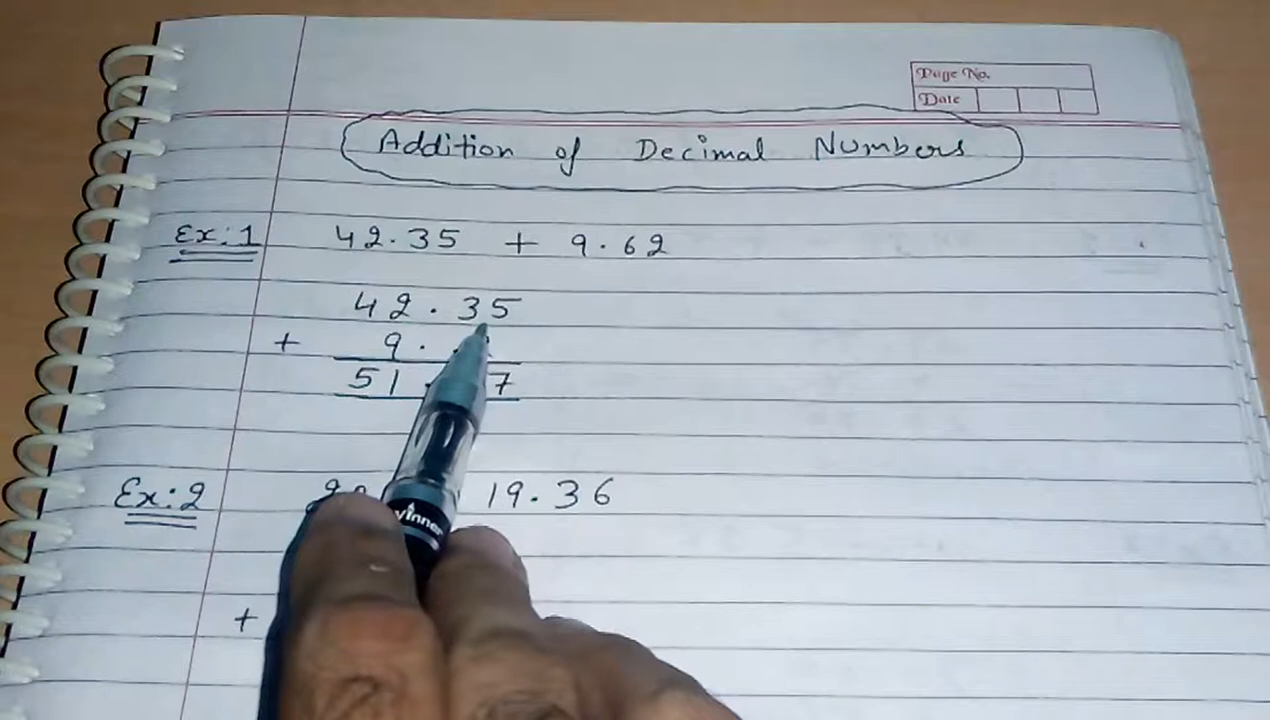 Page No.
Date
Addition of Decimal Numbers
Ex:1 42.35 + 9.62
42.35
+ 9.
51 7
Ex:2 19.36
+